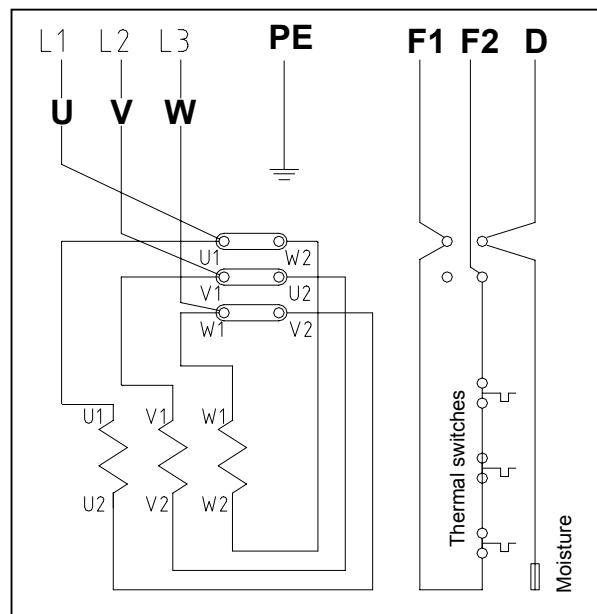 L1 L2 L3 PE F1 F2 D
U V W
U1 W2
V1 U2
W1 V2
U1 V1 W1
U2 V2 W2
Thermal switches
Moisture